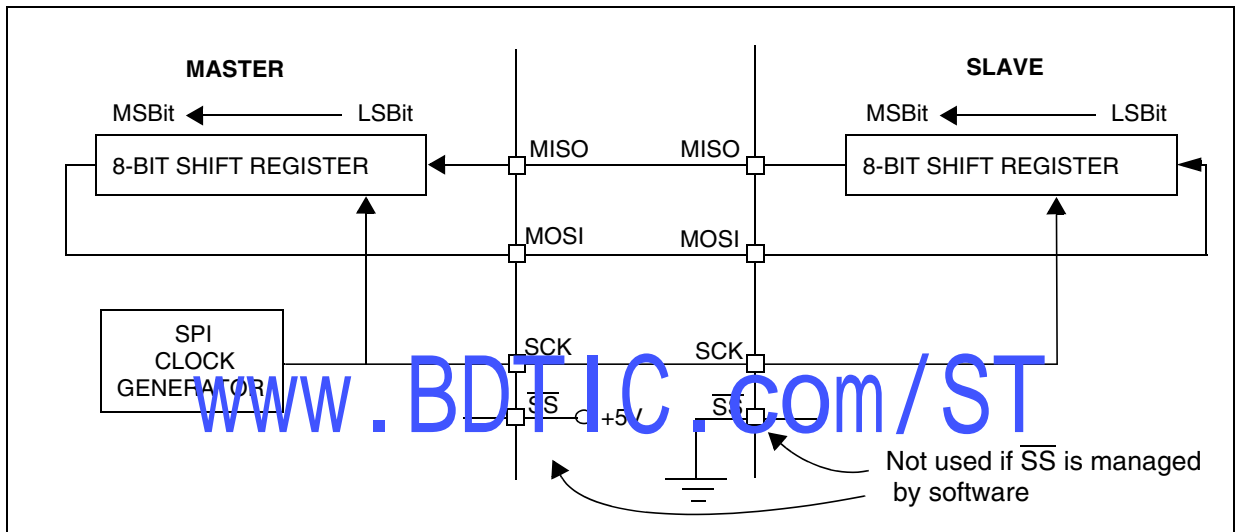 MASTER
SLAVE
MSBit
LSBit
MSBit
LSBit
8-BIT SHIFT REGISTER
MISO
MISO
8-BIT SHIFT REGISTER
MOSI
MOSI
SPI
CLOCK
GENERATOR
SCK
SCK
www.BDTIC.com/ST
SS
+5V
SS
Not used if SS is managed
by software